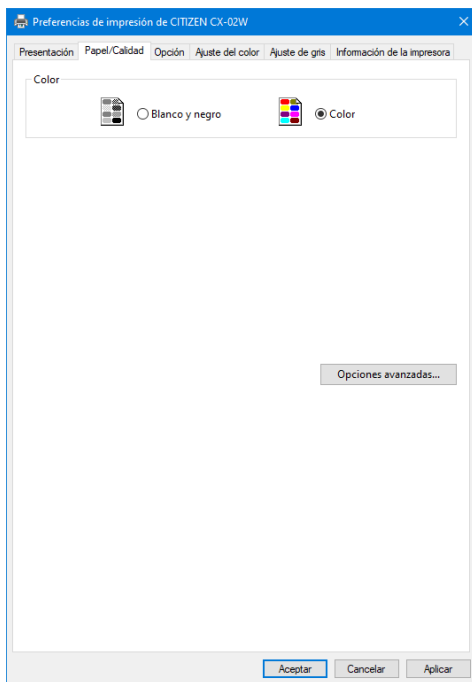 Preferencias de impresión de CITIZEN CX-02W
Presentación Papel/Calidad Opción Ajuste del color Ajuste de gris Información de la impresora
Color
Blanco y negro Color
Opciones avanzadas...
Aceptar Cancelar Aplicar